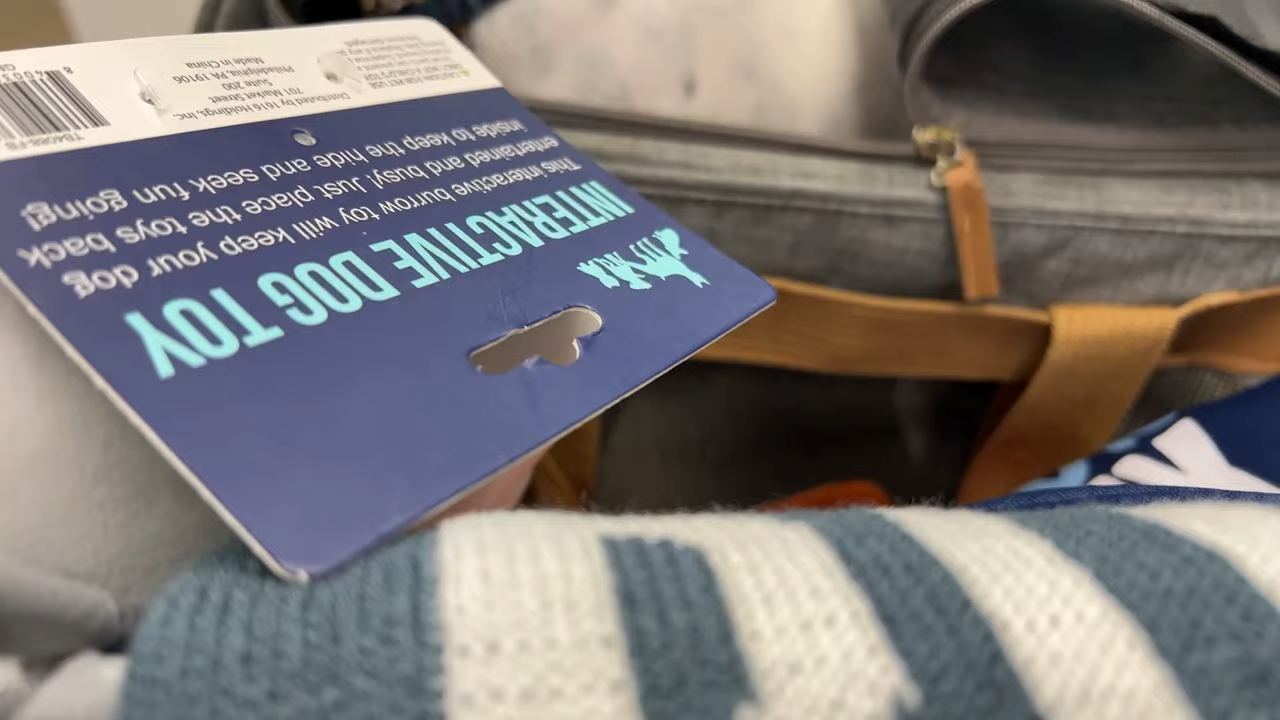 INTERACTIVE DOG TOY
This interactive burrow toy will keep your dog
entertained and busy! Just place the toys back
inside to keep the hide and seek fun going!
Distributed by 1616 Holdings, Inc.
701 Market Street
Suite 200
Philadelphia, PA 19106
Made in China
TB4088-FS